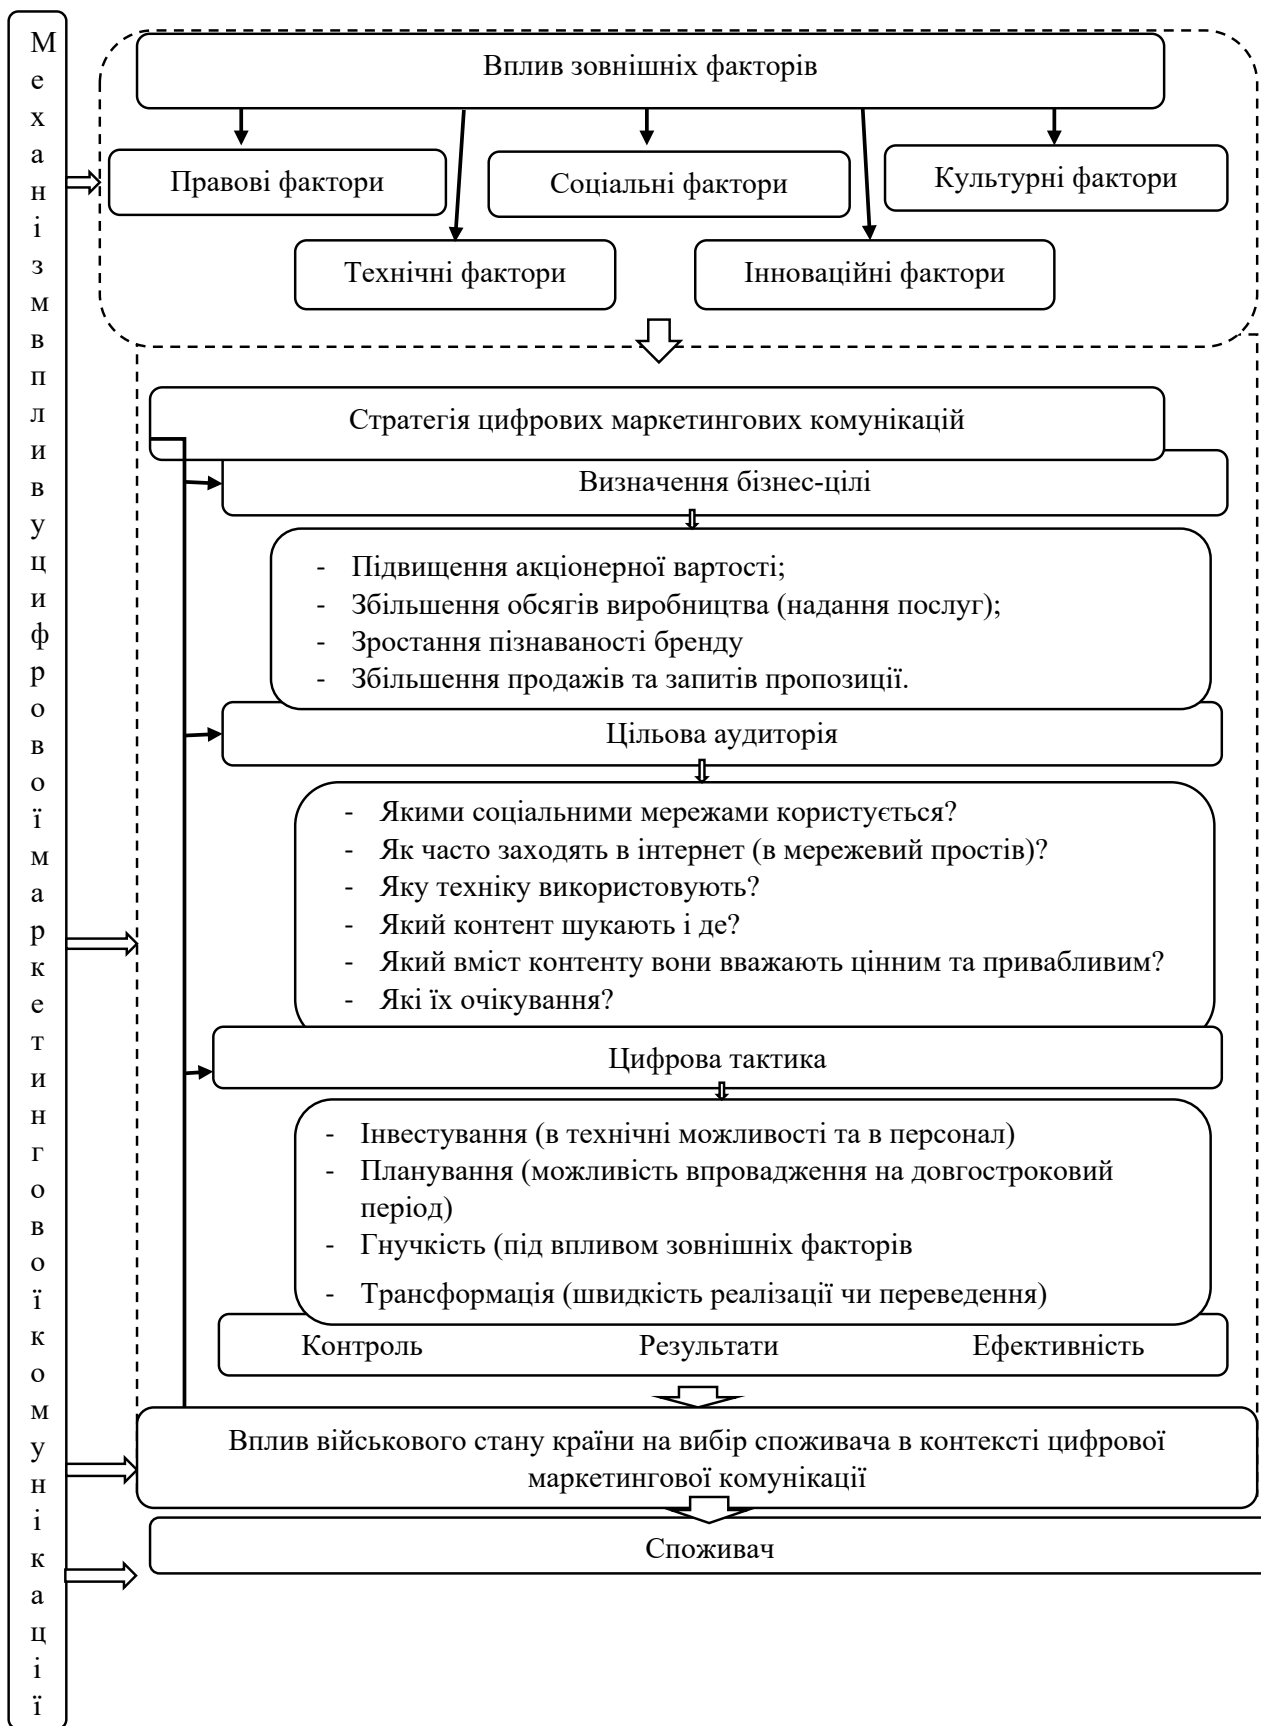 Механізм впливу цифрової маркетингової комунікації
Вплив зовнішніх факторів
Правові фактори
Соціальні фактори
Культурні фактори
Технічні фактори
Інноваційні фактори
Стратегія цифрових маркетингових комунікацій
Визначення бізнес-цілі
- Підвищення акціонерної вартості;
- Збільшення обсягів виробництва (надання послуг);
- Зростання пізнаваності бренду
- Збільшення продажів та запитів пропозиції.
Цільова аудиторія
- Якими соціальними мережами користується?
- Як часто заходять в інтернет (в мережевий простів)?
- Яку техніку використовують?
- Який контент шукають і де?
- Який вміст контенту вони вважають цінним та привабливим?
- Які їх очікування?
Цифрова тактика
- Інвестування (в технічні можливості та в персонал)
- Планування (можливість впровадження на довгостроковий
період)
- Гнучкість (під впливом зовнішніх факторів
- Трансформація (швидкість реалізації чи переведення)
Контроль Результати Ефективність
Вплив військового стану країни на вибір споживача в контексті цифрової
маркетингової комунікації
Споживач